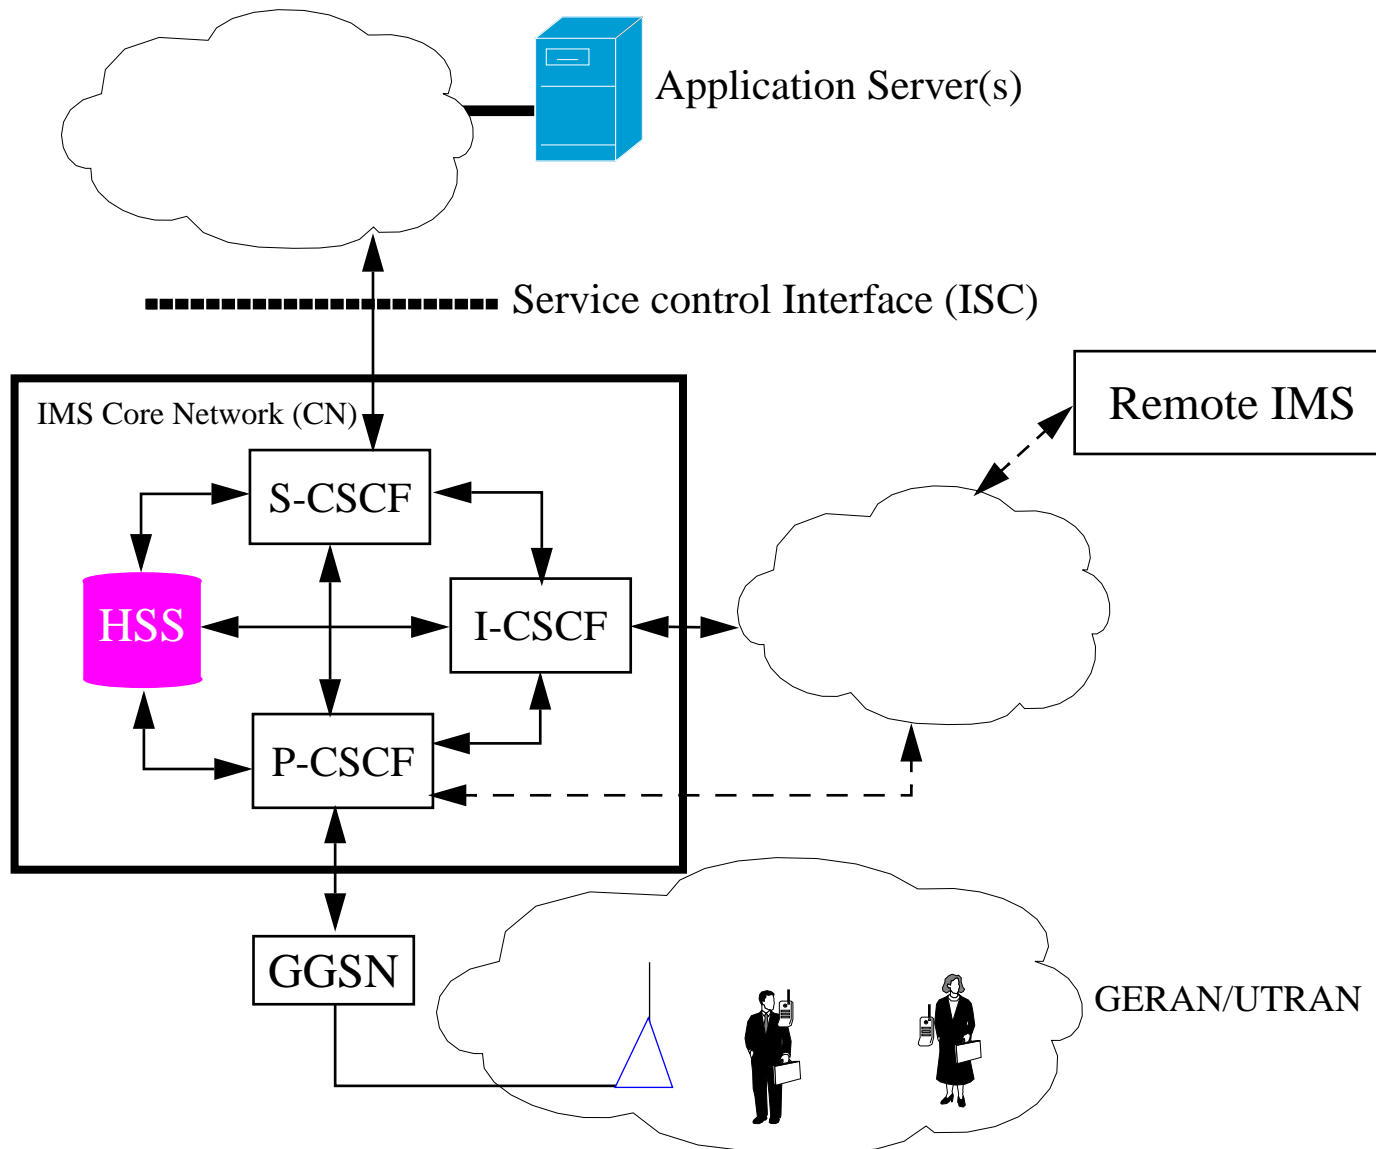 Application Server(s)
Service control Interface (ISC)
Remote IMS
IMS Core Network (CN)
S-CSCF
HSS
I-CSCF
P-CSCF
GGSN
GERAN/UTRAN